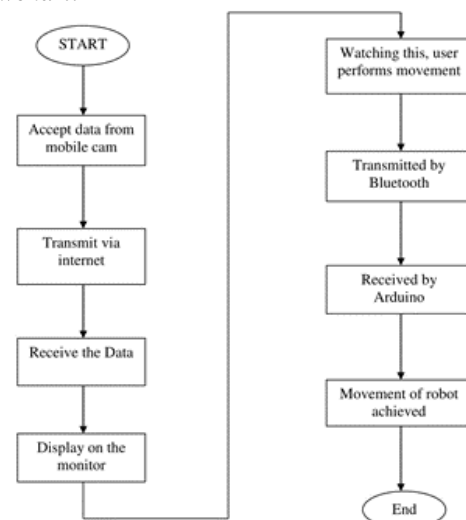 START
Accept data from
mobile cam
Transmit via
internet
Receive the Data
Display on the
monitor
Watching this, user
performs movement
Transmitted by
Bluetooth
Received by
Arduino
Movement of robot
achieved
End